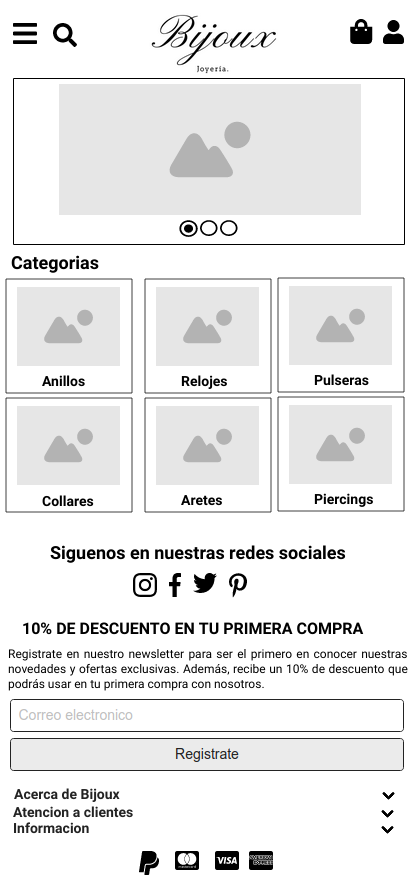 Bijoux
Joyería.
Categorias
Anillos
Relojes
Pulseras
Collares
Aretes
Piercings
Siguenos en nuestras redes sociales
10% DE DESCUENTO EN TU PRIMERA COMPRA
Registrate en nuestro newsletter para ser el primero en conocer nuestras
novedades y ofertas exclusivas. Además, recibe un 10% de descuento que
podrás usar en tu primera compra con nosotros.
Correo electronico
Registrate
Acerca de Bijoux
Atencion a clientes
Informacion
VISA